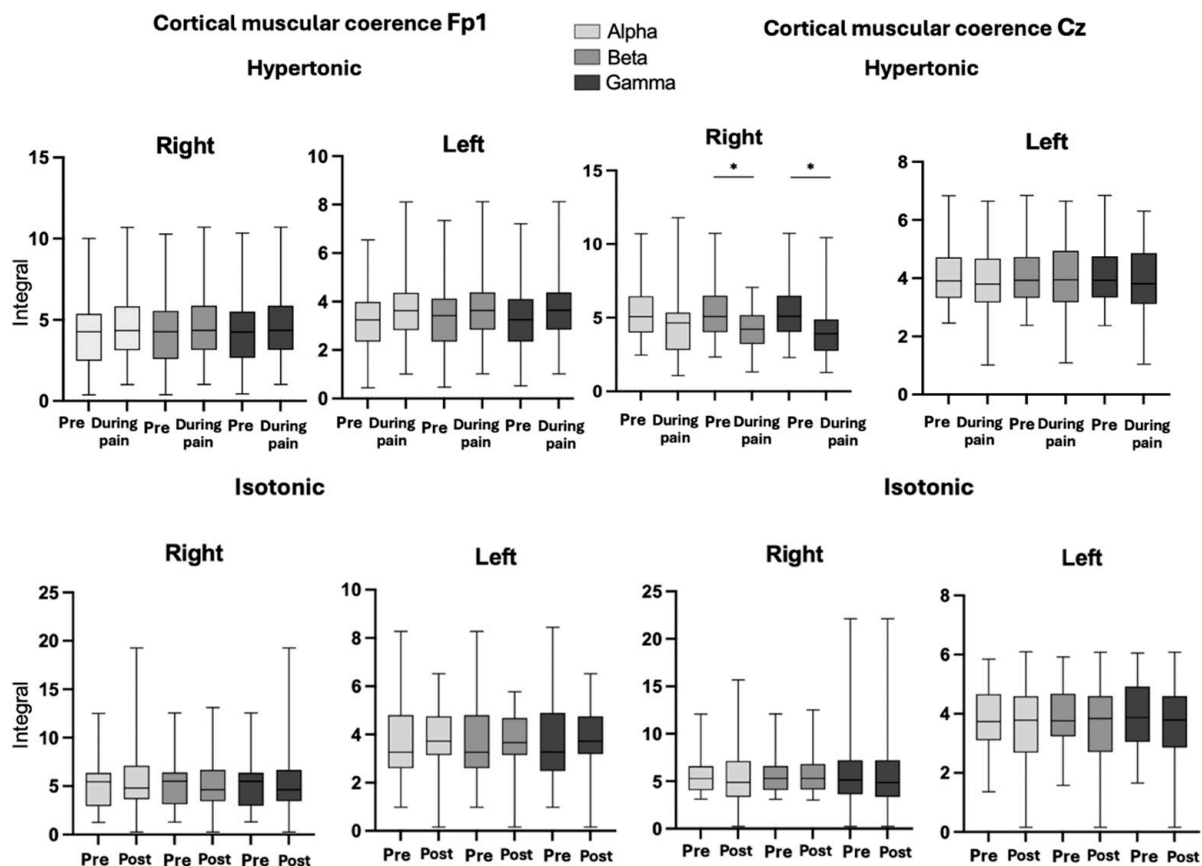 Cortical muscular coerence Fp1
Hypertonic
Alpha
Beta
Gamma
Cortical muscular coerence Cz
Hypertonic
Right
15
10
5
0
Integral
Pre During pain Pre During pain Pre During pain
Left
10
8
6
4
2
0
Pre During pain Pre During pain Pre During pain
Right
* *
15
10
5
0
Pre During pain Pre During pain Pre During pain
Left
8
6
4
2
0
Pre During pain Pre During pain Pre During pain
Isotonic
Isotonic
Right
25
20
15
10
5
0
Integral
Pre Post Pre Post Pre Post
Left
10
8
6
4
2
0
Pre Post Pre Post Pre Post
Right
25
20
15
10
5
0
Pre Post Pre Post Pre Post
Left
8
6
4
2
0
Pre Post Pre Post Pre Post